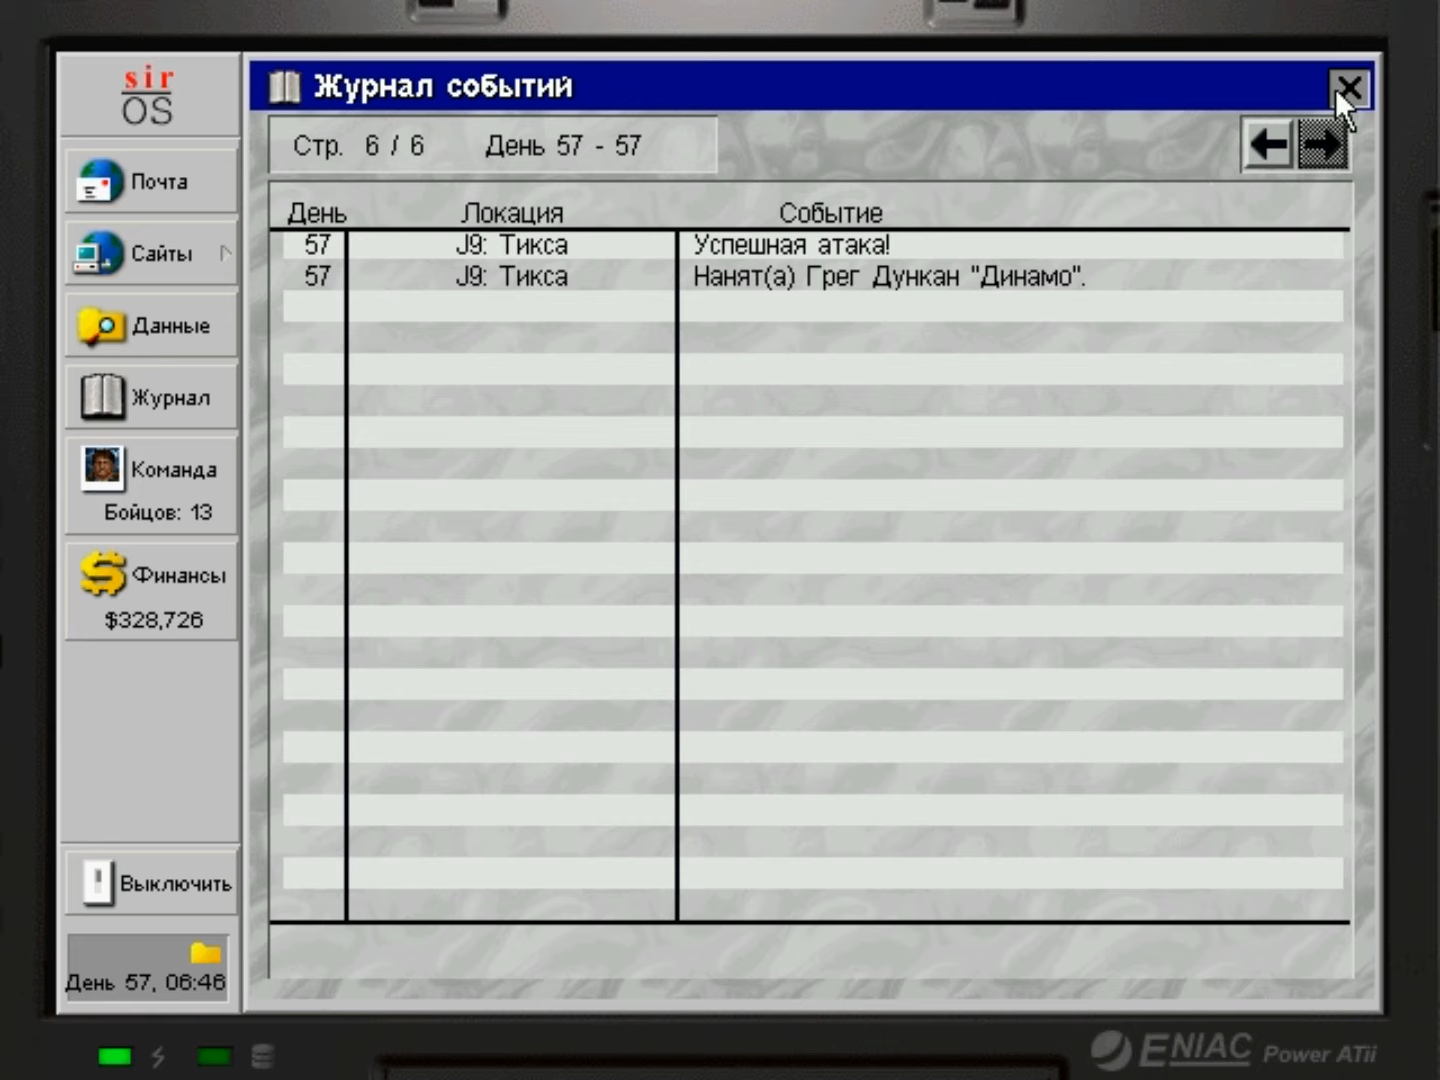 sir
OS
Почта
Сайты
Данные
Журнал
Команда
Бойцов: 13
Финансы
$328,726
Выключить
День 57, 06:46
Журнал событий
Стр. 6 / 6 День 57 - 57
День Локация Событие
57 J9: Тикса Успешная атака!
57 J9: Тикса Нанят(а) Грег Дункан "Динамо".
ENIAC Power ATii